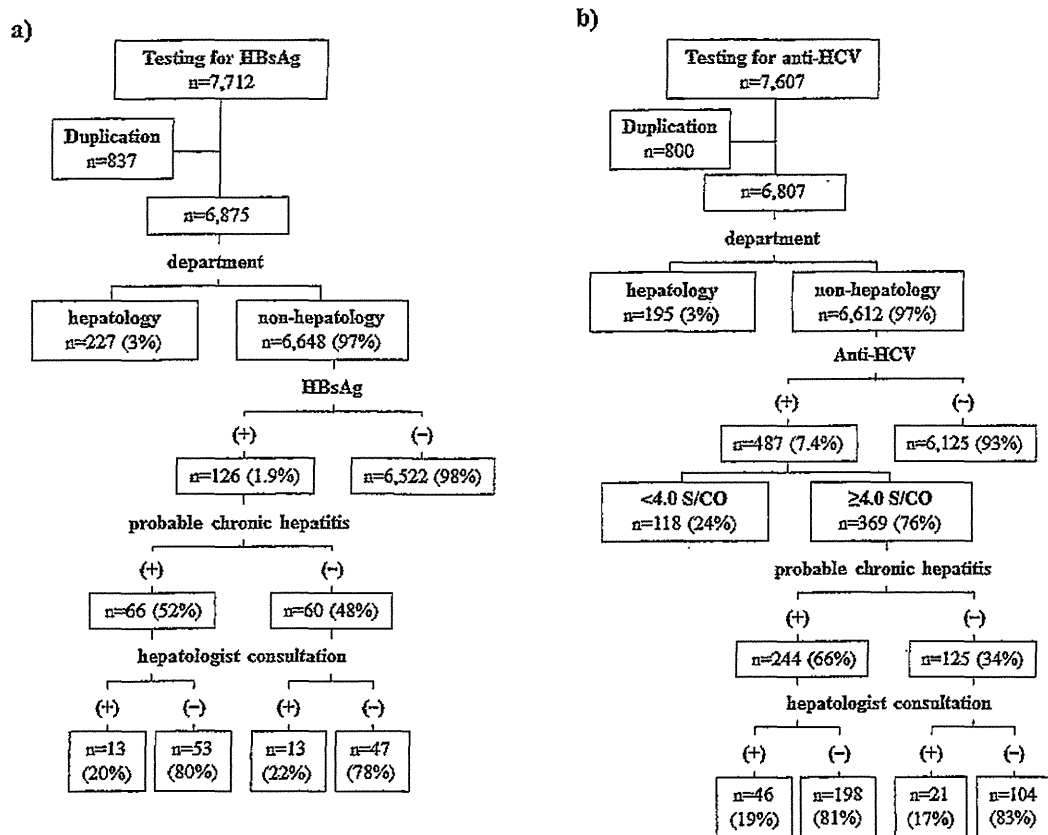 a)
Testing for HBsAg
n=7,712
Duplication
n=837
n=6,875
department
hepatology
n=227 (3%)
non-hepatology
n=6,648 (97%)
HBsAg
(+)
(−)
n=126 (1.9%)
n=6,522 (98%)
probable chronic hepatitis
(+)
(−)
n=66 (52%)
n=60 (48%)
hepatologist consultation
(+)
(−)
(+)
(−)
n=13
(20%)
n=53
(80%)
n=13
(22%)
n=47
(78%)
b)
Testing for anti-HCV
n=7,607
Duplication
n=800
n=6,807
department
hepatology
n=195 (3%)
non-hepatology
n=6,612 (97%)
Anti-HCV
(+)
(−)
n=487 (7.4%)
n=6,125 (93%)
<4.0 S/CO
n=118 (24%)
≥4.0 S/CO
n=369 (76%)
probable chronic hepatitis
(+)
(−)
n=244 (66%)
n=125 (34%)
hepatologist consultation
(+)
(−)
(+)
(−)
n=46
(19%)
n=198
(81%)
n=21
(17%)
n=104
(83%)